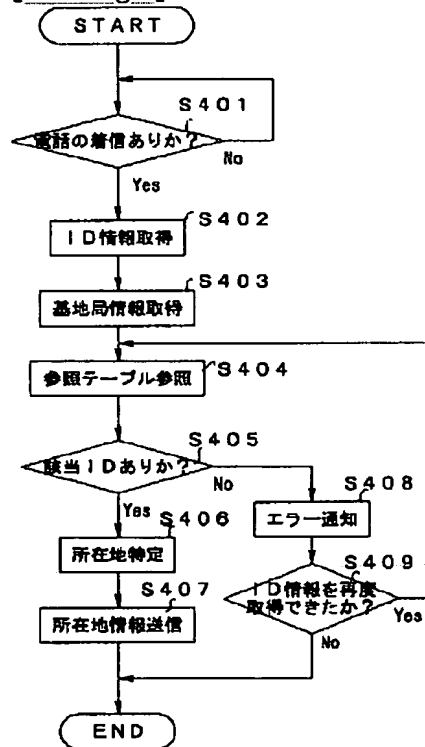 START
S401
電話の着信ありか?
No
Yes
S402
ID情報取得
S403
基地局情報取得
S404
参照テーブル参照
S405
該当IDありか?
No
Yes
S406
所在地特定
S407
所在地情報送信
S408
エラー通知
S409
ID情報を再度
取得できたか?
Yes
No
END